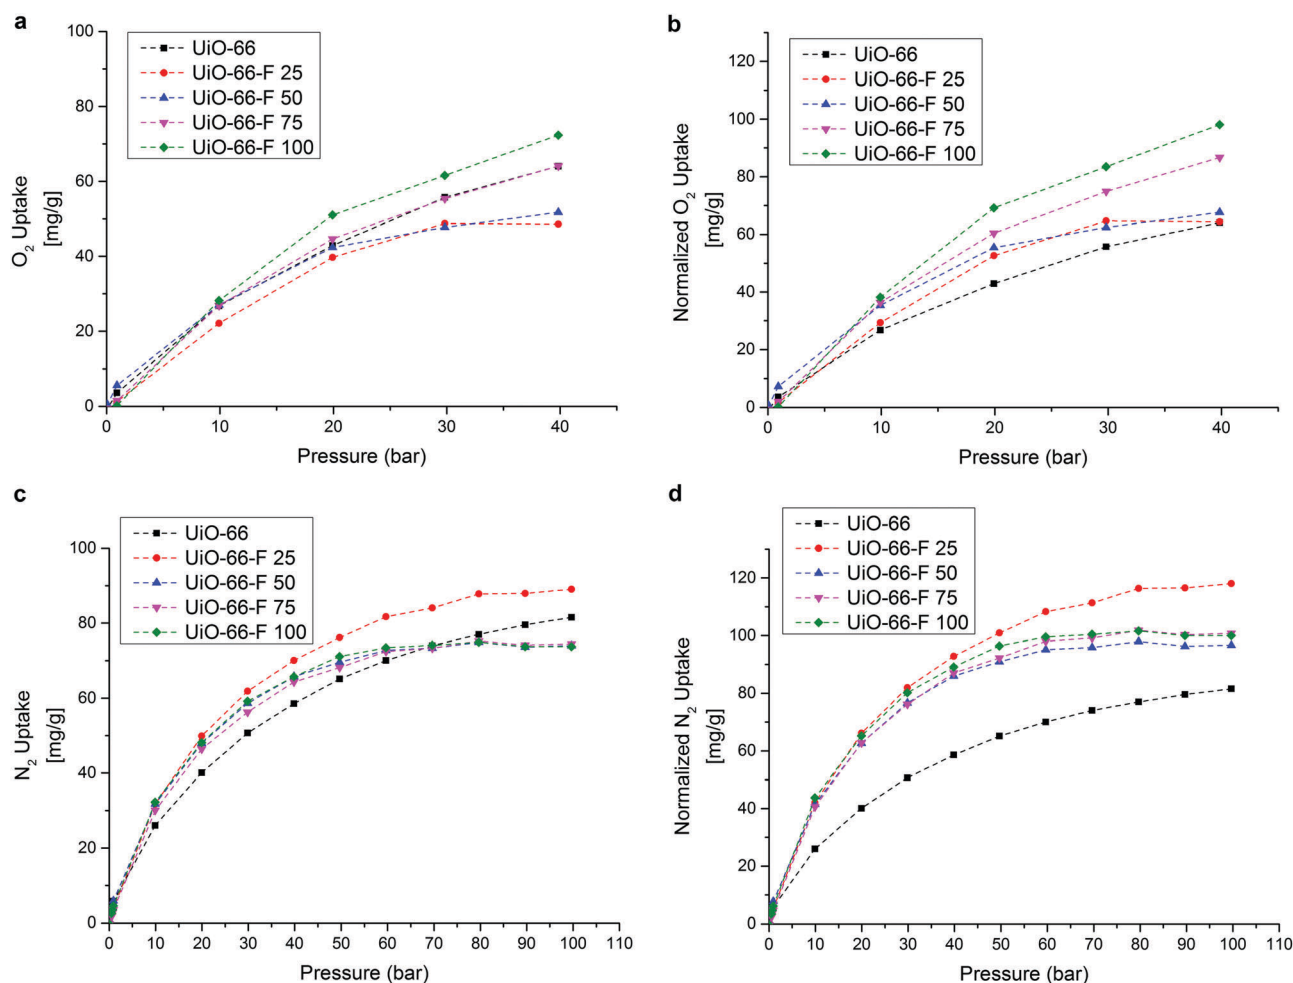 a
O2 Uptake
[mg/g]
100
80
60
40
20
0
UiO-66
UiO-66-F 25
UiO-66-F 50
UiO-66-F 75
UiO-66-F 100
0 10 20 30 40
Pressure (bar)
b
Normalized O2 Uptake
[mg/g]
120
100
80
60
40
20
0
UiO-66
UiO-66-F 25
UiO-66-F 50
UiO-66-F 75
UiO-66-F 100
0 10 20 30 40
Pressure (bar)
c
N2 Uptake
[mg/g]
100
80
60
40
20
0
UiO-66
UiO-66-F 25
UiO-66-F 50
UiO-66-F 75
UiO-66-F 100
0 10 20 30 40 50 60 70 80 90 100 110
Pressure (bar)
d
Normalized N2 Uptake
[mg/g]
120
100
80
60
40
20
0
UiO-66
UiO-66-F 25
UiO-66-F 50
UiO-66-F 75
UiO-66-F 100
0 10 20 30 40 50 60 70 80 90 100 110
Pressure (bar)